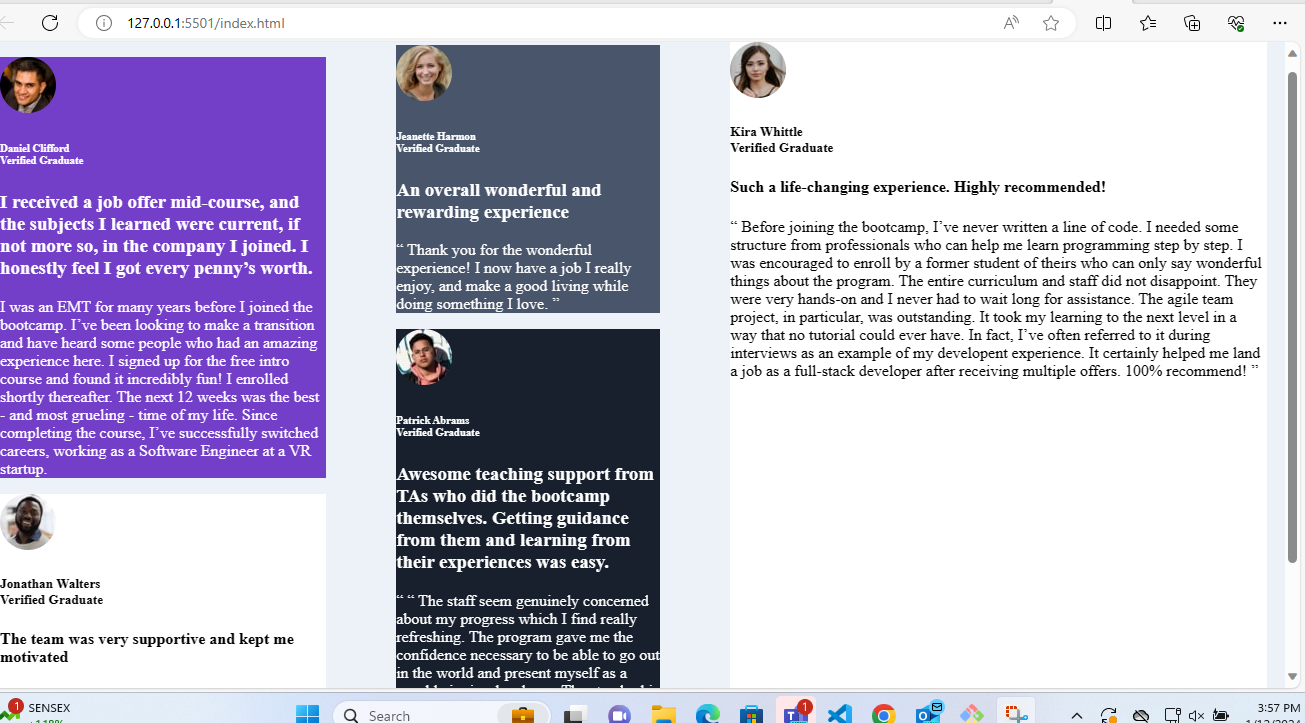 127.0.0.1:5501/index.html
Daniel Clifford
Verified Graduate
I received a job offer mid-course, and
the subjects I learned were current, if
not more so, in the company I joined. I
honestly feel I got every penny’s worth.
I was an EMT for many years before I joined the
bootcamp. I’ve been looking to make a transition
and have heard some people who had an amazing
experience here. I signed up for the free intro
course and found it incredibly fun! I enrolled
shortly thereafter. The next 12 weeks was the best
- and most grueling - time of my life. Since
completing the course, I’ve successfully switched
careers, working as a Software Engineer at a VR
startup.
Jonathan Walters
Verified Graduate
The team was very supportive and kept me
motivated
Jeanette Harmon
Verified Graduate
An overall wonderful and
rewarding experience
“ Thank you for the wonderful
experience! I now have a job I really
enjoy, and make a good living while
doing something I love. ”
Patrick Abrams
Verified Graduate
Awesome teaching support from
TAs who did the bootcamp
themselves. Getting guidance
from them and learning from
their experiences was easy.
“ “ The staff seem genuinely concerned
about my progress which I find really
refreshing. The program gave me the
confidence necessary to be able to go out
in the world and present myself as a
Kira Whittle
Verified Graduate
Such a life-changing experience. Highly recommended!
“ Before joining the bootcamp, I’ve never written a line of code. I needed some
structure from professionals who can help me learn programming step by step. I
was encouraged to enroll by a former student of theirs who can only say wonderful
things about the program. The entire curriculum and staff did not disappoint. They
were very hands-on and I never had to wait long for assistance. The agile team
project, in particular, was outstanding. It took my learning to the next level in a
way that no tutorial could ever have. In fact, I’ve often referred to it during
interviews as an example of my developent experience. It certainly helped me land
a job as a full-stack developer after receiving multiple offers. 100% recommend! ”
1
SENSEX
Search
1
3:57 PM